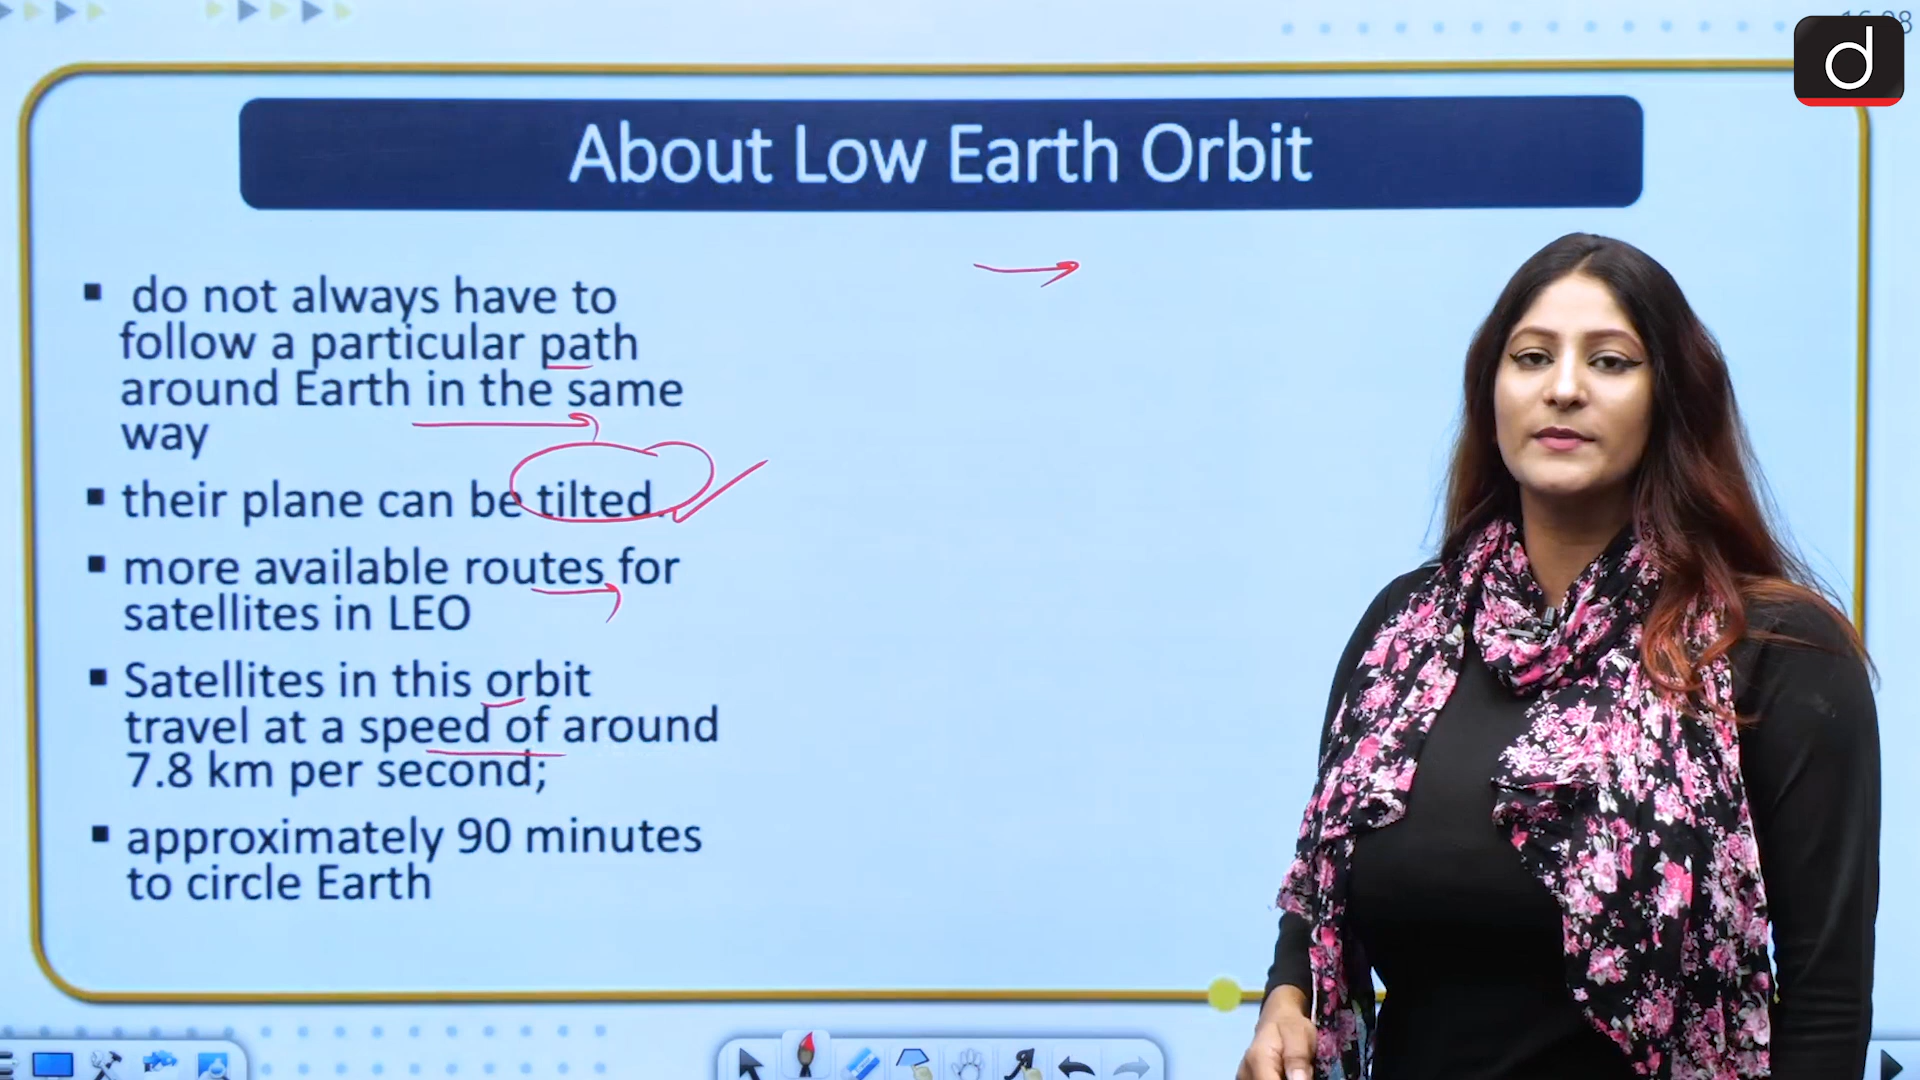 About Low Earth Orbit
▪ do not always have to
follow a particular path
around Earth in the same
way
▪ their plane can be tilted.
▪ more available routes for
satellites in LEO
▪ Satellites in this orbit
travel at a speed of around
7.8 km per second;
▪ approximately 90 minutes
to circle Earth